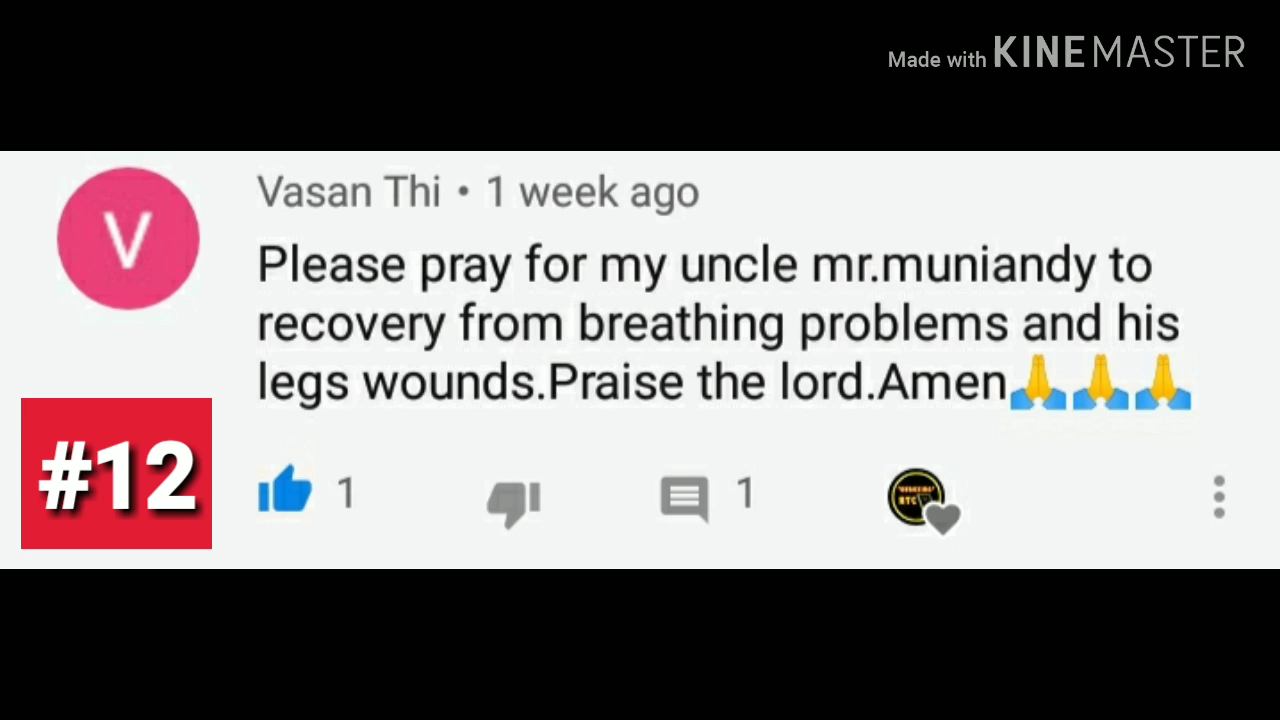 Made with KINEMASTER
V
Vasan Thi • 1 week ago
Please pray for my uncle mr.muniandy to
recovery from breathing problems and his
legs wounds.Praise the lord.Amen🙏🙏🙏
#12
1
1